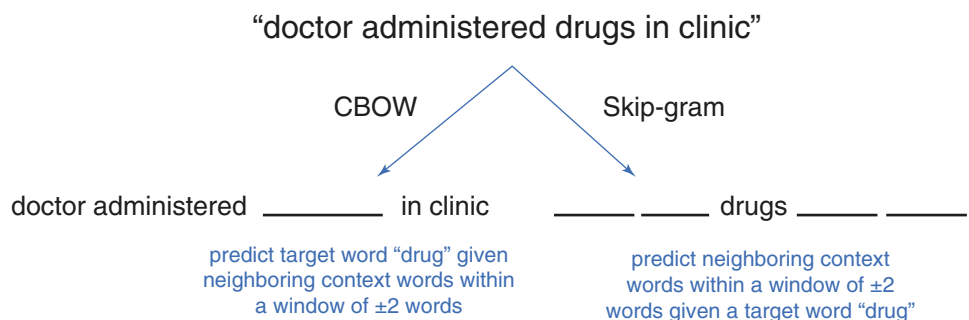 “doctor administered drugs in clinic”
CBOW
Skip-gram
doctor administered ________ in clinic
_____ _____ drugs _____ _____
predict target word “drug” given
neighboring context words within
a window of ±2 words
predict neighboring context
words within a window of ±2
words given a target word “drug”